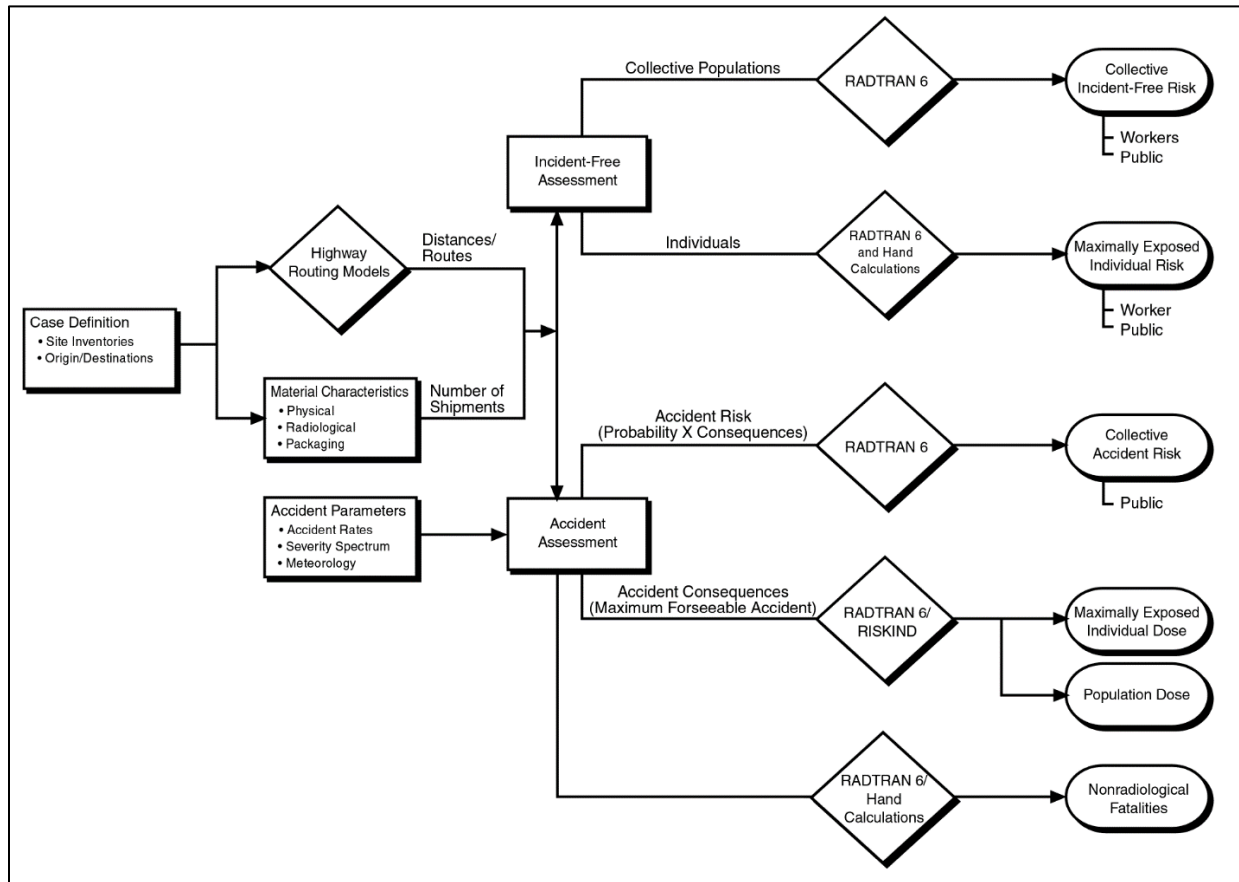 Case Definition
• Site Inventories
• Origin/Destinations
Highway
Routing Models
Distances/
Routes
Material Characteristics
• Physical
• Radiological
• Packaging
Number of
Shipments
Accident Parameters
• Accident Rates
• Severity Spectrum
• Meteorology
Incident-Free
Assessment
Collective Populations
RADTRAN 6
Collective
Incident-Free Risk
Workers
Public
Individuals
RADTRAN 6
and Hand
Calculations
Maximally Exposed
Individual Risk
Worker
Public
Accident
Assessment
Accident Risk
(Probability X Consequences)
RADTRAN 6
Collective
Accident Risk
Public
Accident Consequences
(Maximum Forseeable Accident)
RADTRAN 6/
RISKIND
Maximally Exposed
Individual Dose
Population Dose
RADTRAN 6/
Hand
Calculations
Nonradiological
Fatalities